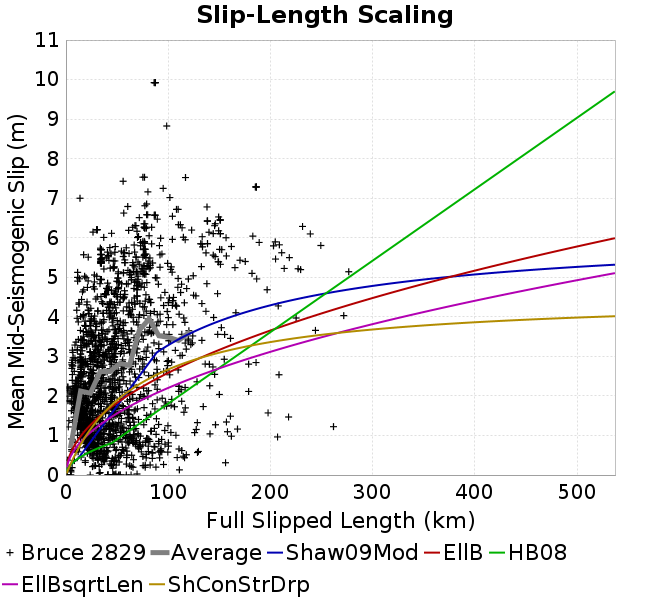 Slip-Length Scaling
Mean Mid-Seismogenic Slip (m)
11
10
9
8
7
6
5
4
3
2
1
0
0 100 200 300 400 500
Full Slipped Length (km)
Bruce 2829 Average Shaw09Mod EllB HB08
EllBsqrtLen ShConStrDrp